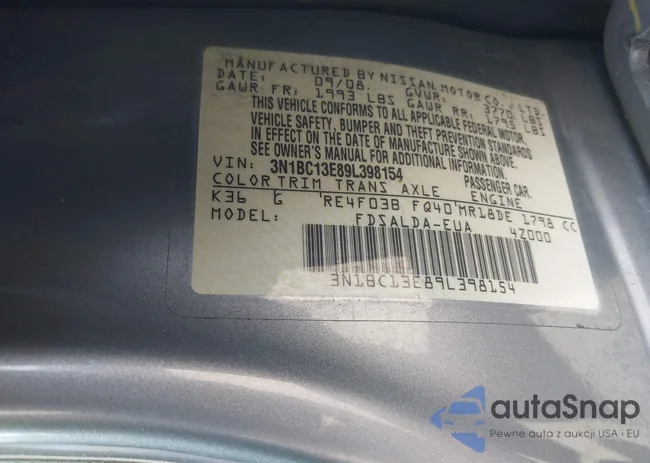 MANUFACTURED BY NISSAN MOTOR CO., LTD.
DATE: 09/08 GVWR: 3770 LBS
GAWR FR: 1993 LBS GAWR RR: 1795 LBS
THIS VEHICLE CONFORMS TO ALL APPLICABLE FEDERAL MOTOR
VEHICLE SAFETY, BUMPER AND THEFT PREVENTION STANDARDS
IN EFFECT ON THE DATE OF MANUFACTURE SHOWN ABOVE.
SEE OWNER'S MANUAL FOR ADDITIONAL INFORMATION.
VIN: 3N1BC13E89L398154 PASSENGER CAR.
COLOR TRIM TRANS AXLE ENGINE
K36 G 'RE4F03B FQ40'MR18DE 1798 CC
MODEL: FDSALDA-EUA 42000
3N1BC13E89L398154
autaSnap
Pewne auta z aukcji USA i EU